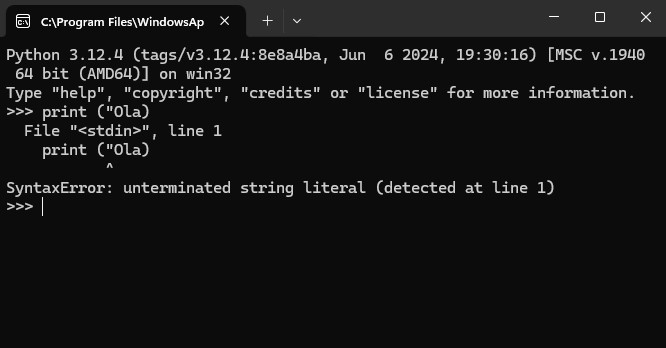 C:\Program Files\WindowsAp
Python 3.12.4 (tags/v3.12.4:8e8a4ba, Jun  6 2024, 19:30:16) [MSC v.1940
 64 bit (AMD64)] on win32
Type "help", "copyright", "credits" or "license" for more information.
>>> print ("Ola)
  File "<stdin>", line 1
    print ("Ola)
           ^
SyntaxError: unterminated string literal (detected at line 1)
>>>